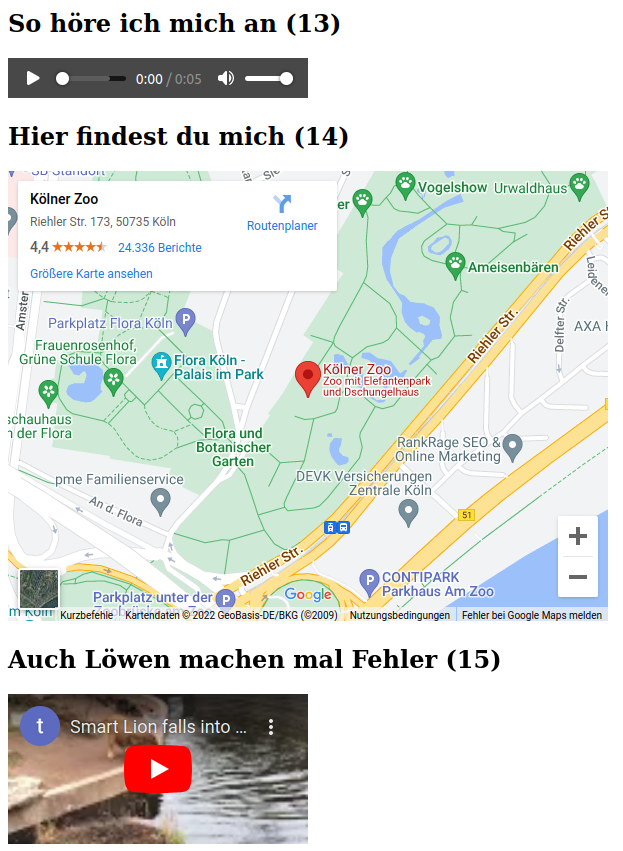 So höre ich mich an (13)
0:00 / 0:05
Hier findest du mich (14)
SB Standort
Kölner Zoo
Riehler Str. 173, 50735 Köln
Routenplaner
4,4
24.336 Berichte
Größere Karte ansehen
er
Vogelshow
Urwaldhaus
Riehler S
Ameisenbären
Leidene
Amster
Delfter Str.
Parkplatz Flora Köln
P
Riehler Str.
AXA
Frauenrosenhof,
Grüne Schule Flora
Flora Köln -
Palais im Park
Kölner Zoo
Zoo mit Elefantenpark
und Dschungelhaus
schauhaus
n der Flora
Flora und
Botanischer
Garten
RankRage SEO &
Online Marketing
pme Familienservice
DEVK Versicherungen
Zentrale Köln
An d. Flora
51
Riehler Str.
P
CONTIPARK
Parkhaus Am Zoo
Parkplatz unter der
P
Google
m Köln
Kurzbefehle
Kartendaten © 2022 GeoBasis-DE/BKG (©2009)
Nutzungsbedingungen
Fehler bei Google Maps melden
Auch Löwen machen mal Fehler (15)
t
Smart Lion falls into ...